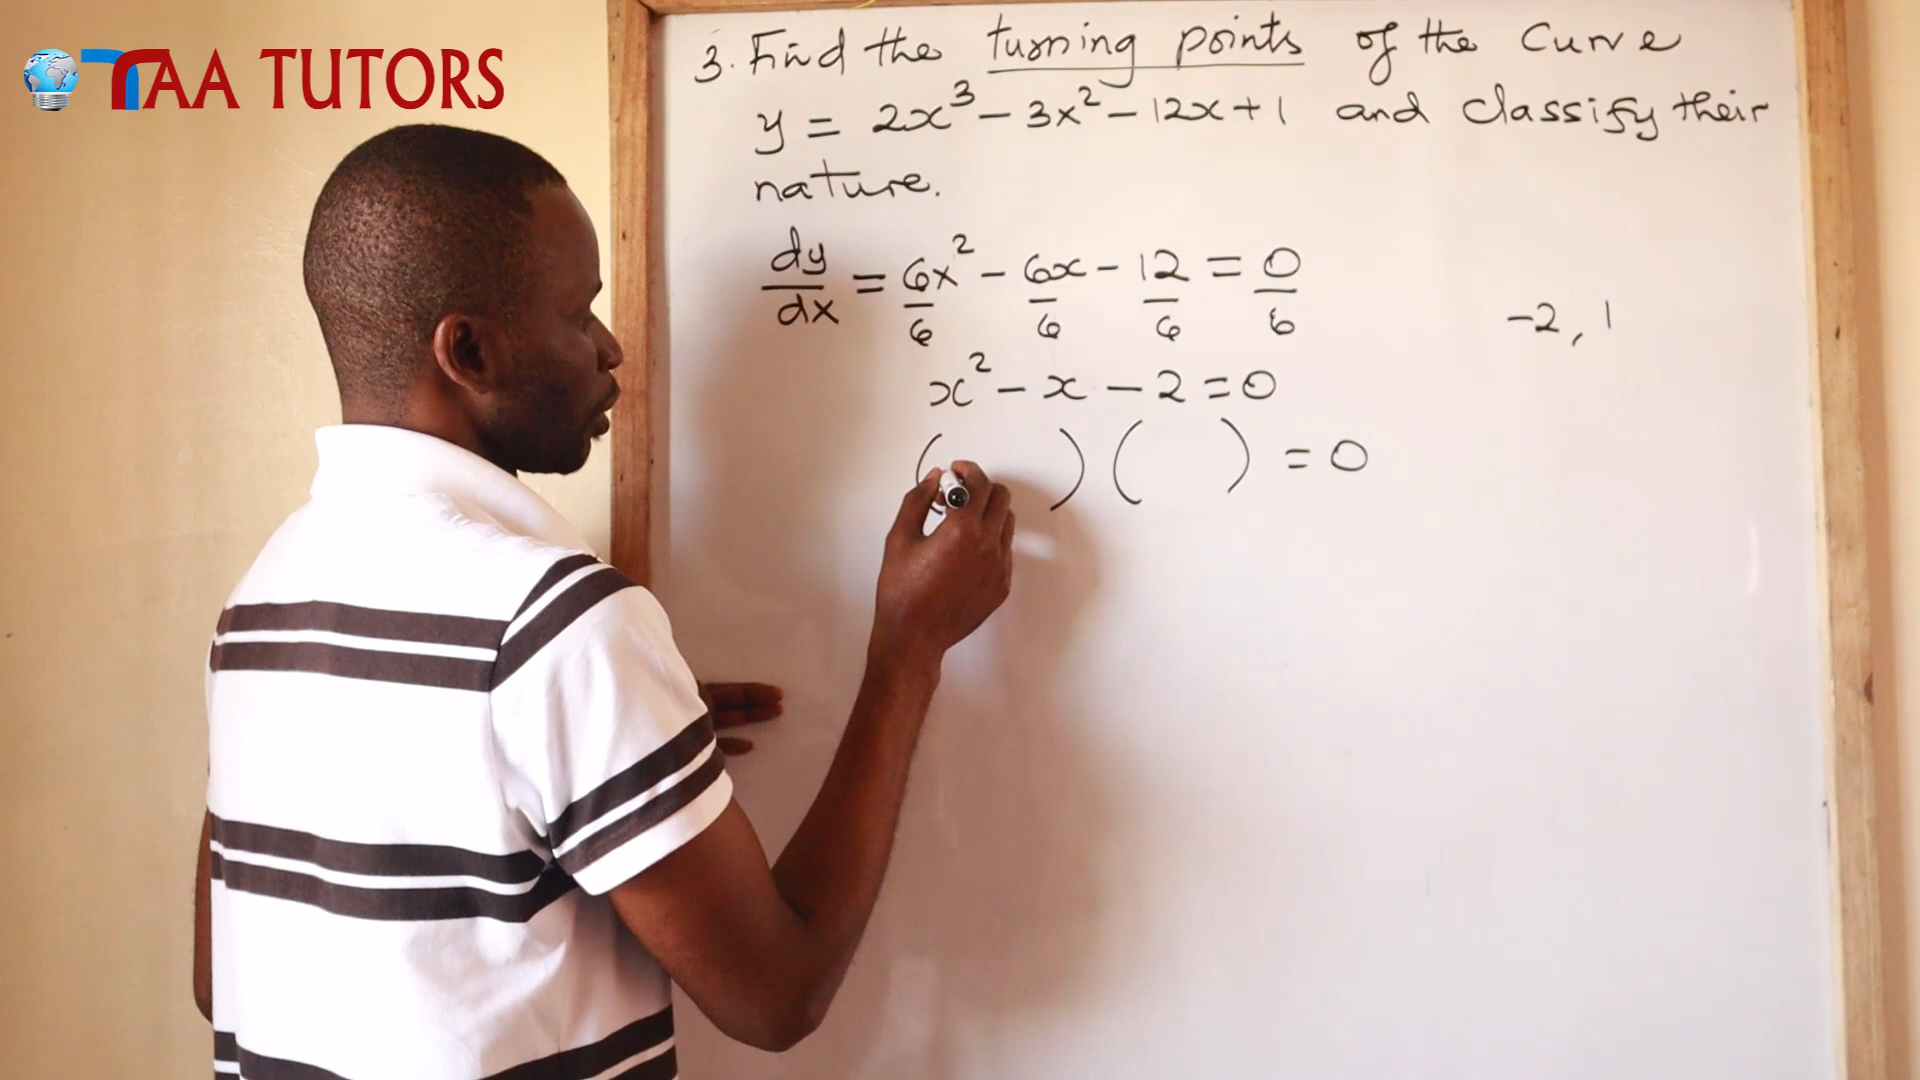 TAA TUTORS
3. Find the turning points of the curve
y = 2x³ - 3x² - 12x + 1 and classify their
nature.
dy/dx = 6x²/6 - 6x/6 - 12/6 = 0/6
-2, 1
x² - x - 2 = 0
( ) ( ) = 0